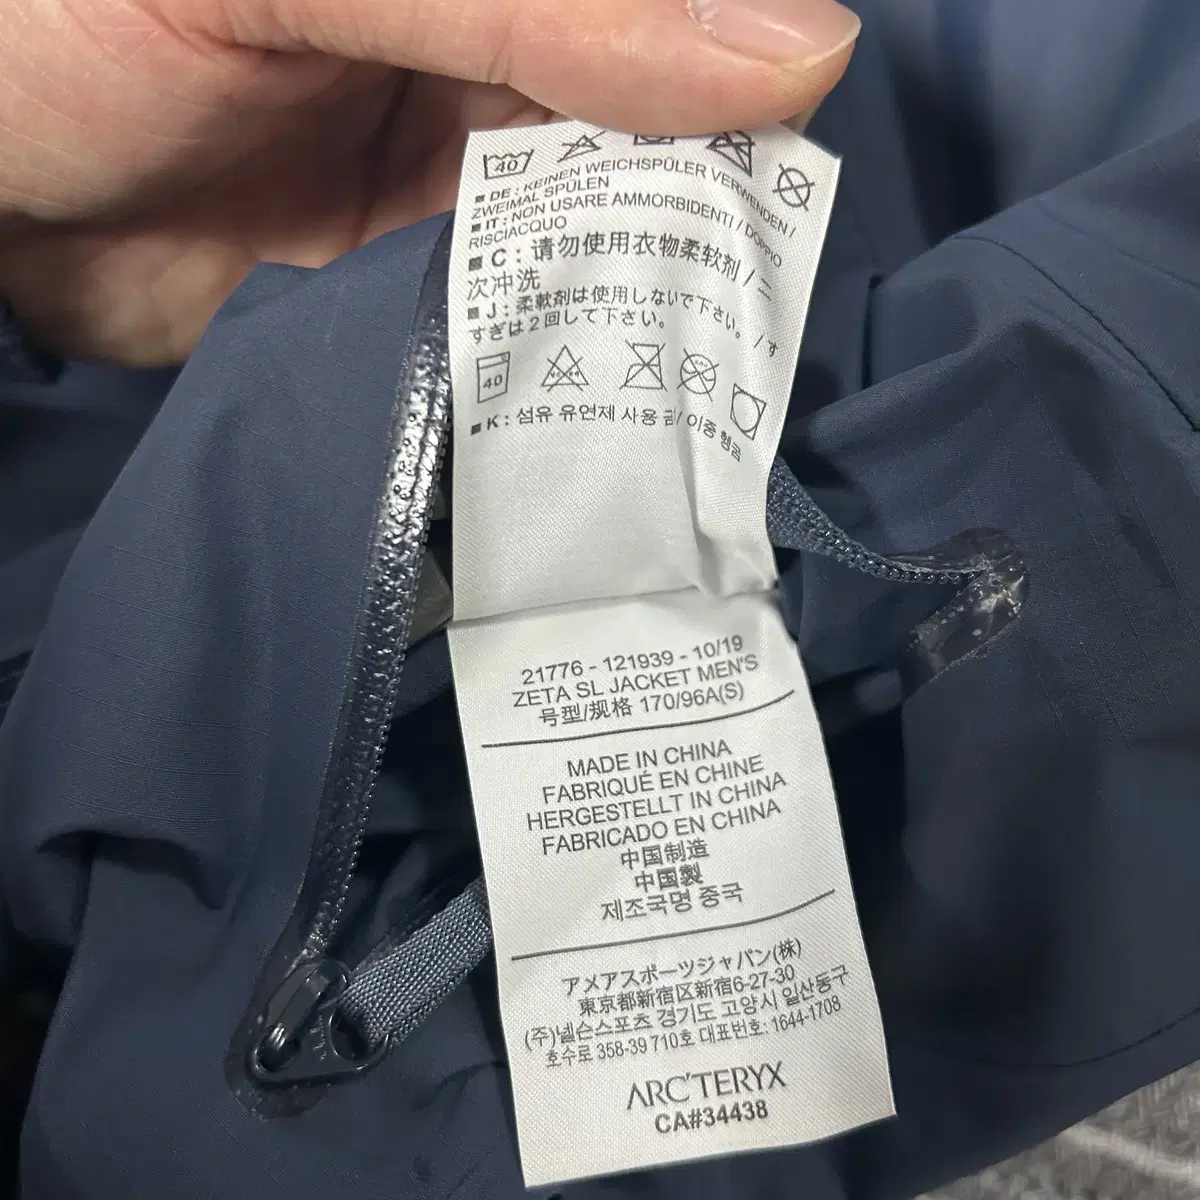 40
■ DE : KEINEN WEICHSPÜLER VERWENDEN /
ZWEIMAL SPÜLEN
■ IT : NON USARE AMMORBIDENTI / DOPPIO
RISCIACQUO
■ C : 请勿使用衣物柔软剂 / 二
次冲洗
■ J : 柔軟剤は使用しないで下さい。 / す
すぎは2回して下さい。
40
■ K : 섬유 유연제 사용 금/ 이중 헹굼
21776 - 121939 - 10/19
ZETA SL JACKET MEN'S
号型/规格 170/96A(S)
MADE IN CHINA
FABRIQUÉ EN CHINE
HERGESTELLT IN CHINA
FABRICADO EN CHINA
中国制造
中国製
제조국명 중국
アメアスポーツジャパン(株)
東京都新宿区新宿6-27-30
(주)넬슨스포츠 경기도 고양시 일산동구
호수로 358-39 710호 대표번호: 1644-1708
ARC'TERYX
CA#34438